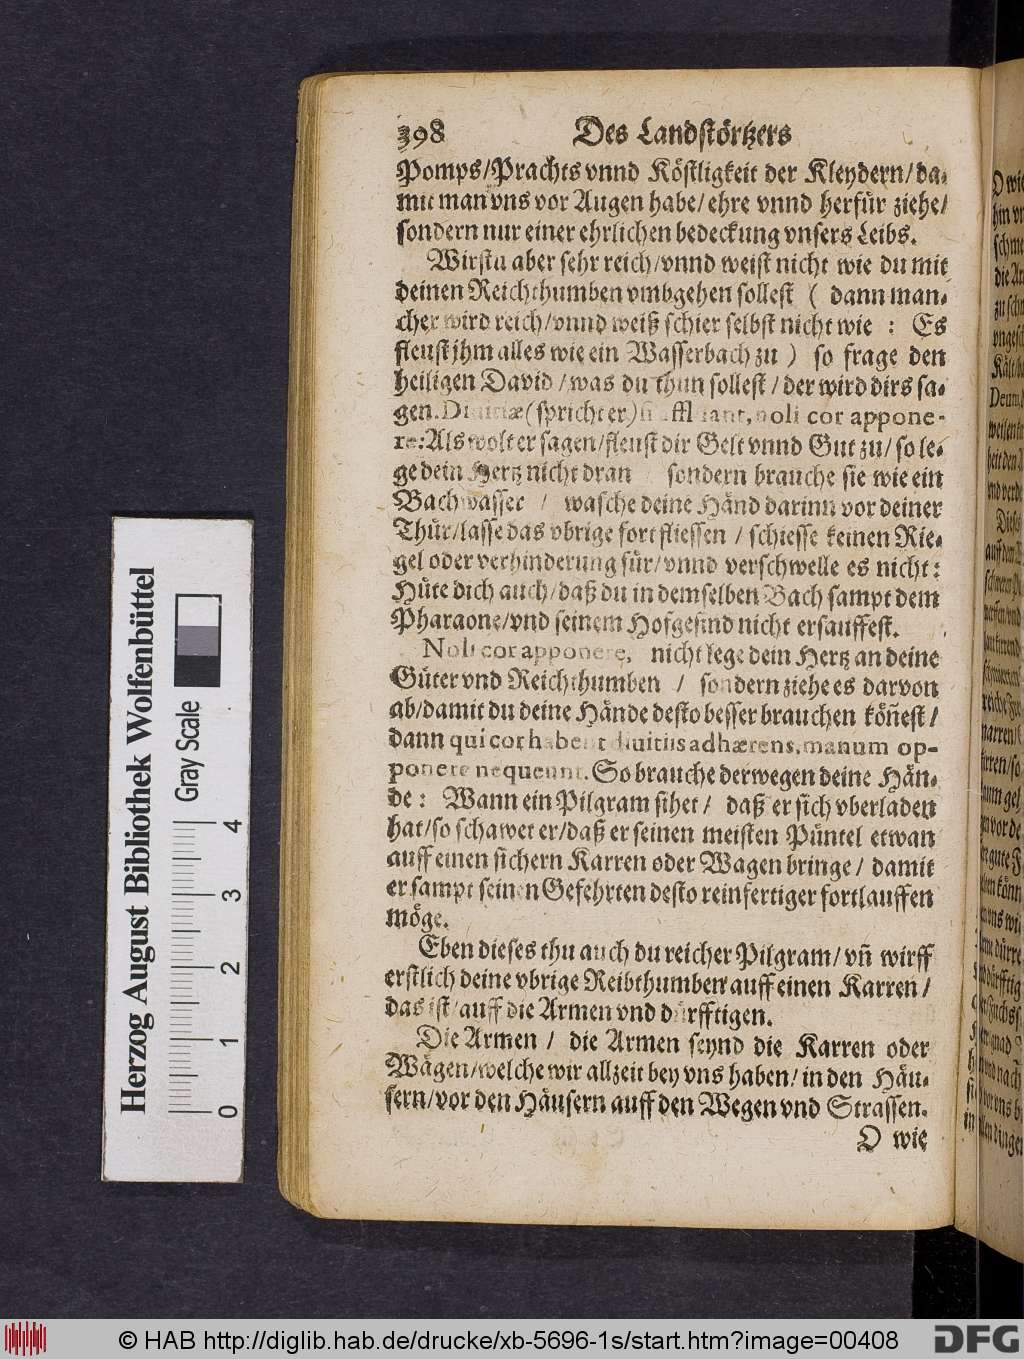 398 Des Landstörtzers
Pomps/Prachts vnnd Köstligkeit der Kleydern/da-
mit man vns vor Augen habe/ehre vnnd herfür ziehe/
sondern nur einer ehrlichen bedeckung vnsers Leibs.
Wirstu aber sehr reich/vnnd weist nicht wie du mit
deinen Reichthumben vmbgehen sollest ( dann man-
cher wird reich/vnnd weiß schier selbst nicht wie : Es
fleust jhm alles wie ein Wasserbach zu ) so frage den
heiligen David /was du thun sollest /der wird dirs sa-
gen. Diuitiæ (spricht er) si affluant, noli cor appone-
re: Als wolt er sagen/fleust dir Gelt vnnd Gut zu/ so le-
ge dein Hertz nicht dran sondern brauche sie wie ein
Bachwasser / wasche deine Händ darinn vor deiner
Thür/lasse das vbrige fort fliessen / schiesse keinen Rie-
gel oder verhinderung für/vnnd verschwelle es nicht:
Hüte dich auch/daß du in demselben Bach sampt dem
Pharaone/vnd seinem Hofgesind nicht ersauffest.
Noli cor apponere, nicht lege dein Hertz an deine
Güter vnd Reichthumben / sondern ziehe es darvon
ab/damit du deine Hände desto besser brauchen köñest /
dann qui cor habent diuitiis adhærens, manum op-
ponere nequeunt. So brauche derwegen deine Hän-
de : Wann ein Pilgram sihet / daß er sich vberladen
hat/so schawet er/daß er seinen meisten Püntel etwan
auff einen sichern Karren oder Wagen bringe / damit
er sampt seinen Gefehrten desto reinfertiger fortlauffen
möge.
Eben dieses thu auch du reicher Pilgram/ vñ wirff
erstlich deine vbrige Reibthumben auff einen Karren /
das ist/auff die Armen vnd dürfftigen.
Die Armen / die Armen seynd die Karren oder
Wägen/welche wir allzeit bey vns haben/ in den Häu-
sern/vor den Häusern auff den Wegen vnd Strassen.
O wie
Herzog August Bibliothek Wolfenbüttel
Gray Scale
0 1 2 3 4
© HAB http://diglib.hab.de/drucke/xb-5696-1s/start.htm?image=00408
DFG